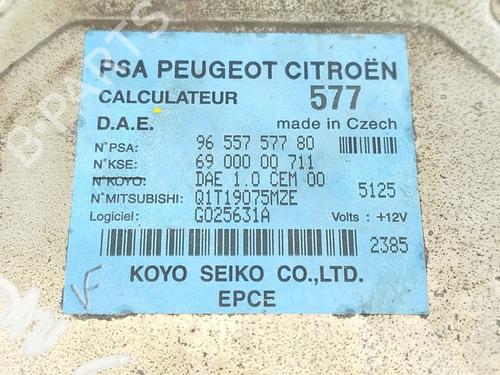 B-PARTS
PSA PEUGEOT CITROËN
CALCULATEUR 577
D.A.E. made in Czech
N°PSA: 96 557 577 80
N°KSE: 69 000 00 711
N°KOYO: DAE 1.0 CEM 00
5125
N°MITSUBISHI: Q1T19075MZE
Logiciel: G025631A Volts : +12V
2385
KOYO SEIKO CO.,LTD.
EPCE